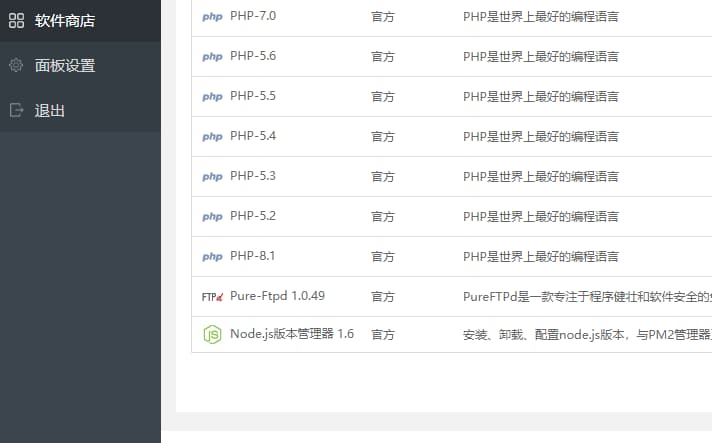 软件商店
面板设置
退出
php PHP-7.0 官方 PHP是世界上最好的编程语言
php PHP-5.6 官方 PHP是世界上最好的编程语言
php PHP-5.5 官方 PHP是世界上最好的编程语言
php PHP-5.4 官方 PHP是世界上最好的编程语言
php PHP-5.3 官方 PHP是世界上最好的编程语言
php PHP-5.2 官方 PHP是世界上最好的编程语言
php PHP-8.1 官方 PHP是世界上最好的编程语言
FTPd Pure-Ftpd 1.0.49 官方 PureFTPd是一款专注于程序健壮和软件安全的
JS Node.js版本管理器 1.6 官方 安装、卸载、配置node.js版本，与PM2管理器